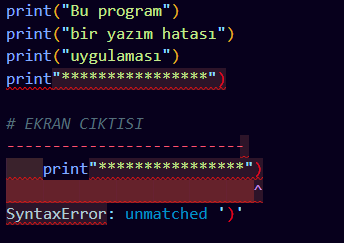 print("Bu program")
print("bir yazım hatası")
print("uygulaması")
print"****************")
# EKRAN CIKTISI
--------------------------
    print"****************")
                           ^
SyntaxError: unmatched ')'